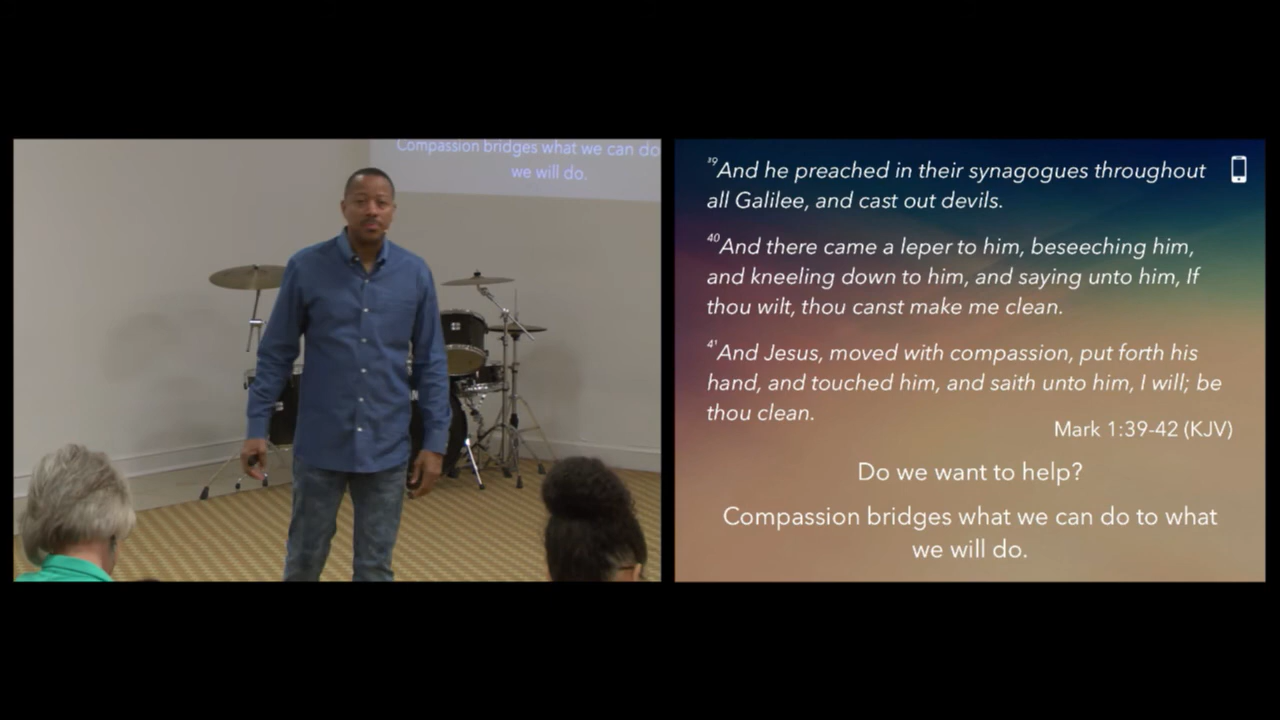 Compassion bridges what we can do
we will do.
³⁹And he preached in their synagogues throughout
all Galilee, and cast out devils.
⁴⁰And there came a leper to him, beseeching him,
and kneeling down to him, and saying unto him, If
thou wilt, thou canst make me clean.
⁴¹And Jesus, moved with compassion, put forth his
hand, and touched him, and saith unto him, I will; be
thou clean.
Mark 1:39-42 (KJV)
Do we want to help?
Compassion bridges what we can do to what
we will do.